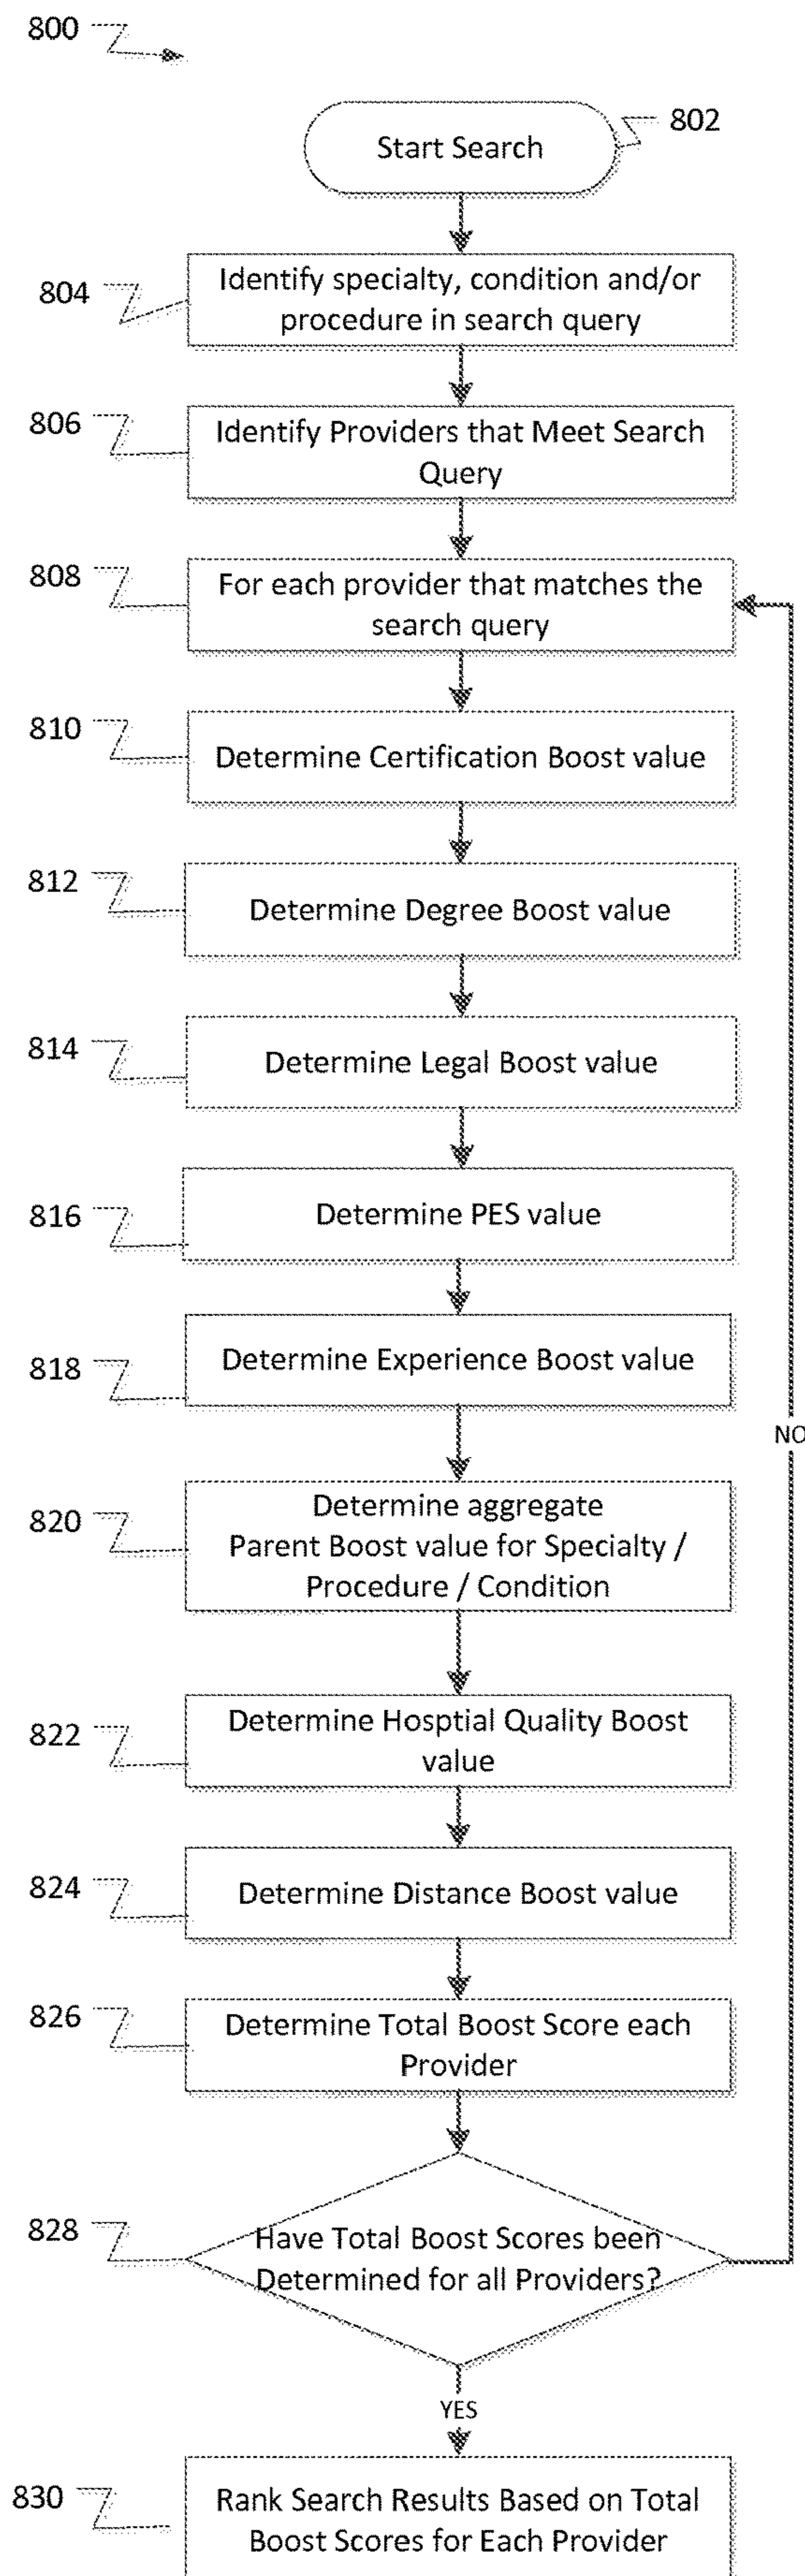 800
Start Search
802
804
Identify specialty, condition and/or
procedure in search query
806
Identify Providers that Meet Search
Query
808
For each provider that matches the
search query
810
Determine Certification Boost value
812
Determine Degree Boost value
814
Determine Legal Boost value
816
Determine PES value
818
Determine Experience Boost value
NO
820
Determine aggregate
Parent Boost value for Specialty /
Procedure / Condition
822
Determine Hosptial Quality Boost
value
824
Determine Distance Boost value
826
Determine Total Boost Score each
Provider
828
Have Total Boost Scores been
Determined for all Providers?
YES
830
Rank Search Results Based on Total
Boost Scores for Each Provider